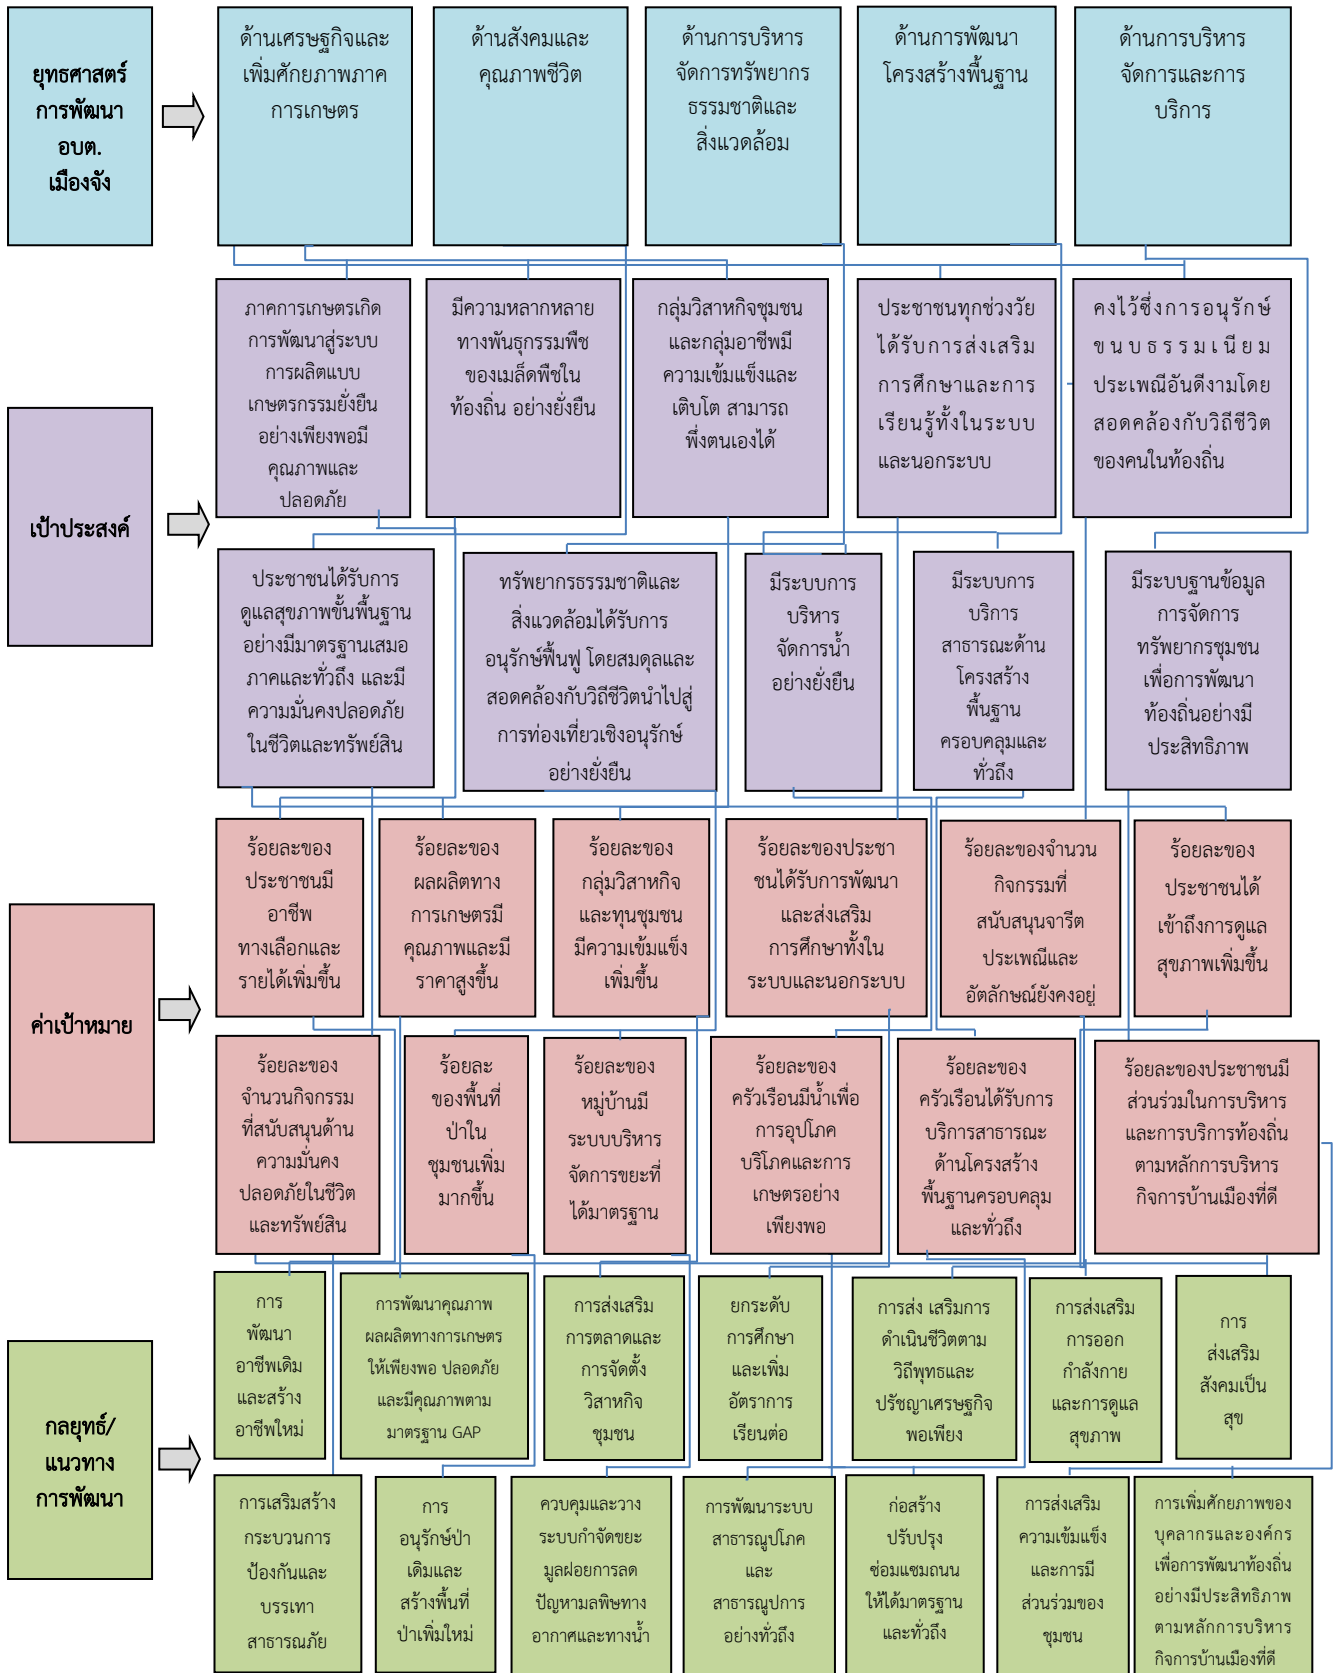 ยุทธศาสตร์
การพัฒนา
อบต.
เมืองจัง
ด้านเศรษฐกิจและ
เพิ่มศักยภาพภาค
การเกษตร
ด้านสังคมและ
คุณภาพชีวิต
ด้านการบริหาร
จัดการทรัพยากร
ธรรมชาติและ
สิ่งแวดล้อม
ด้านการพัฒนา
โครงสร้างพื้นฐาน
ด้านการบริหาร
จัดการและการ
บริการ
เป้าประสงค์
ภาคการเกษตรเกิด
การพัฒนาสู่ระบบ
การผลิตแบบ
เกษตรกรรมยั่งยืน
อย่างเพียงพอมี
คุณภาพและ
ปลอดภัย
มีความหลากหลาย
ทางพันธุกรรมพืช
ของเมล็ดพืชใน
ท้องถิ่น อย่างยั่งยืน
กลุ่มวิสาหกิจชุมชน
และกลุ่มอาชีพมี
ความเข้มแข็งและ
เติบโต สามารถ
พึ่งตนเองได้
ประชาชนทุกช่วงวัย
ได้รับการส่งเสริม
การศึกษาและการ
เรียนรู้ทั้งในระบบ
และนอกระบบ
คงไว้ซึ่งการอนุรักษ์
ขนบธรรมเนียม
ประเพณีอันดีงามโดย
สอดคล้องกับวิถีชีวิต
ของคนในท้องถิ่น
ประชาชนได้รับการ
ดูแลสุขภาพขั้นพื้นฐาน
อย่างมีมาตรฐานเสมอ
ภาคและทั่วถึง และมี
ความมั่นคงปลอดภัย
ในชีวิตและทรัพย์สิน
ทรัพยากรธรรมชาติและ
สิ่งแวดล้อมได้รับการ
อนุรักษ์ฟื้นฟู โดยสมดุลและ
สอดคล้องกับวิถีชีวิตนำไปสู่
การท่องเที่ยวเชิงอนุรักษ์
อย่างยั่งยืน
มีระบบการ
บริหาร
จัดการน้ำ
อย่างยั่งยืน
มีระบบการ
บริการ
สาธารณะด้าน
โครงสร้าง
พื้นฐาน
ครอบคลุมและ
ทั่วถึง
มีระบบฐานข้อมูล
การจัดการ
ทรัพยากรชุมชน
เพื่อการพัฒนา
ท้องถิ่นอย่างมี
ประสิทธิภาพ
ค่าเป้าหมาย
ร้อยละของ
ประชาชนมี
อาชีพ
ทางเลือกและ
รายได้เพิ่มขึ้น
ร้อยละของ
ผลผลิตทาง
การเกษตรมี
คุณภาพและมี
ราคาสูงขึ้น
ร้อยละของ
กลุ่มวิสาหกิจ
และทุนชุมชน
มีความเข้มแข็ง
เพิ่มขึ้น
ร้อยละของประชา
ชนได้รับการพัฒนา
และส่งเสริม
การศึกษาทั้งใน
ระบบและนอกระบบ
ร้อยละของจำนวน
กิจกรรมที่
สนับสนุนจารีต
ประเพณีและ
อัตลักษณ์ยังคงอยู่
ร้อยละของ
ประชาชนได้
เข้าถึงการดูแล
สุขภาพเพิ่มขึ้น
ร้อยละของ
จำนวนกิจกรรม
ที่สนับสนุนด้าน
ความมั่นคง
ปลอดภัยในชีวิต
และทรัพย์สิน
ร้อยละ
ของพื้นที่
ป่าใน
ชุมชนเพิ่ม
มากขึ้น
ร้อยละของ
หมู่บ้านมี
ระบบบริหาร
จัดการขยะที่
ได้มาตรฐาน
ร้อยละของ
ครัวเรือนมีน้ำเพื่อ
การอุปโภค
บริโภคและการ
เกษตรอย่าง
เพียงพอ
ร้อยละของ
ครัวเรือนได้รับการ
บริการสาธารณะ
ด้านโครงสร้าง
พื้นฐานครอบคลุม
และทั่วถึง
ร้อยละของประชาชนมี
ส่วนร่วมในการบริหาร
และการบริการท้องถิ่น
ตามหลักการบริหาร
กิจการบ้านเมืองที่ดี
กลยุทธ์/
แนวทาง
การพัฒนา
การ
พัฒนา
อาชีพเดิม
และสร้าง
อาชีพใหม่
การพัฒนาคุณภาพ
ผลผลิตทางการเกษตร
ให้เพียงพอ ปลอดภัย
และมีคุณภาพตาม
มาตรฐาน GAP
การส่งเสริม
การตลาดและ
การจัดตั้ง
วิสาหกิจ
ชุมชน
ยกระดับ
การศึกษา
และเพิ่ม
อัตราการ
เรียนต่อ
การส่ง เสริมการ
ดำเนินชีวิตตาม
วิถีพุทธและ
ปรัชญาเศรษฐกิจ
พอเพียง
การส่งเสริม
การออก
กำลังกาย
และการดูแล
สุขภาพ
การ
ส่งเสริม
สังคมเป็น
สุข
การเสริมสร้าง
กระบวนการ
ป้องกันและ
บรรเทา
สาธารณภัย
การ
อนุรักษ์ป่า
เดิมและ
สร้างพื้นที่
ป่าเพิ่มใหม่
ควบคุมและวาง
ระบบกำจัดขยะ
มูลฝอยการลด
ปัญหามลพิษทาง
อากาศและทางน้ำ
การพัฒนาระบบ
สาธารณูปโภค
และ
สาธารณูปการ
อย่างทั่วถึง
ก่อสร้าง
ปรับปรุง
ซ่อมแซมถนน
ให้ได้มาตรฐาน
และทั่วถึง
การส่งเสริม
ความเข้มแข็ง
และการมี
ส่วนร่วมของ
ชุมชน
การเพิ่มศักยภาพของ
บุคลากรและองค์กร
เพื่อการพัฒนาท้องถิ่น
อย่างมีประสิทธิภาพ
ตามหลักการบริหาร
กิจการบ้านเมืองที่ดี